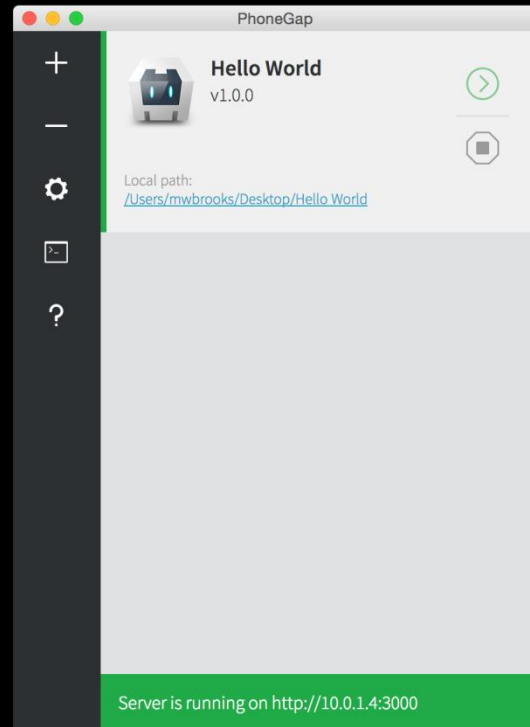 PhoneGap
Hello World
v1.0.0
Local path:
/Users/mwbrooks/Desktop/Hello World
Server is running on http://10.0.1.4:3000